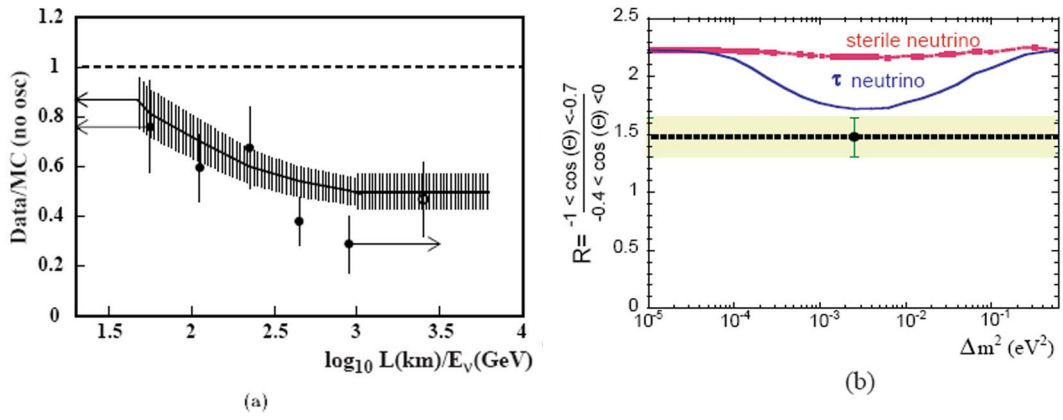 Data/MC (no osc)
1.2
1
0.8
0.6
0.4
0.2
0
1.5
2
2.5
3
3.5
4
log₁₀ L(km)/Eᵥ(GeV)
(a)
R= -1 < cos (Θ) <-0.7
-0.4 < cos (Θ) <0
2.5
2
1.5
1
0.5
0
sterile neutrino
τ neutrino
10⁻⁵
10⁻⁴
10⁻³
10⁻²
10⁻¹
Δm² (eV²)
(b)